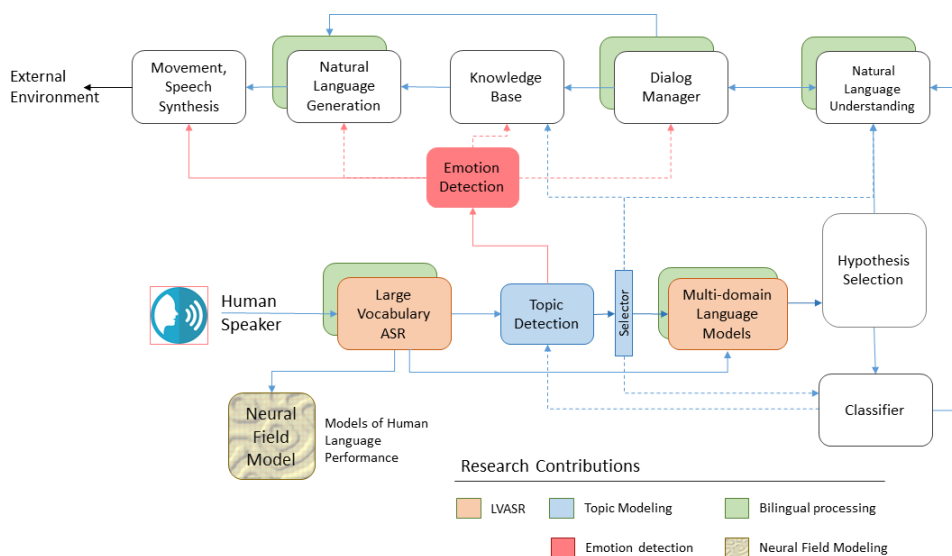 External
Environment
Movement,
Speech
Synthesis
Natural
Language
Generation
Knowledge
Base
Dialog
Manager
Natural
Language
Understanding
Emotion
Detection
Human
Speaker
Large
Vocabulary
ASR
Topic
Detection
Selector
Multi-domain
Language
Models
Hypothesis
Selection
Classifier
Neural
Field
Model
Models of Human
Language
Performance
Research Contributions
LVASR
Topic Modeling
Bilingual processing
Emotion detection
Neural Field Modeling